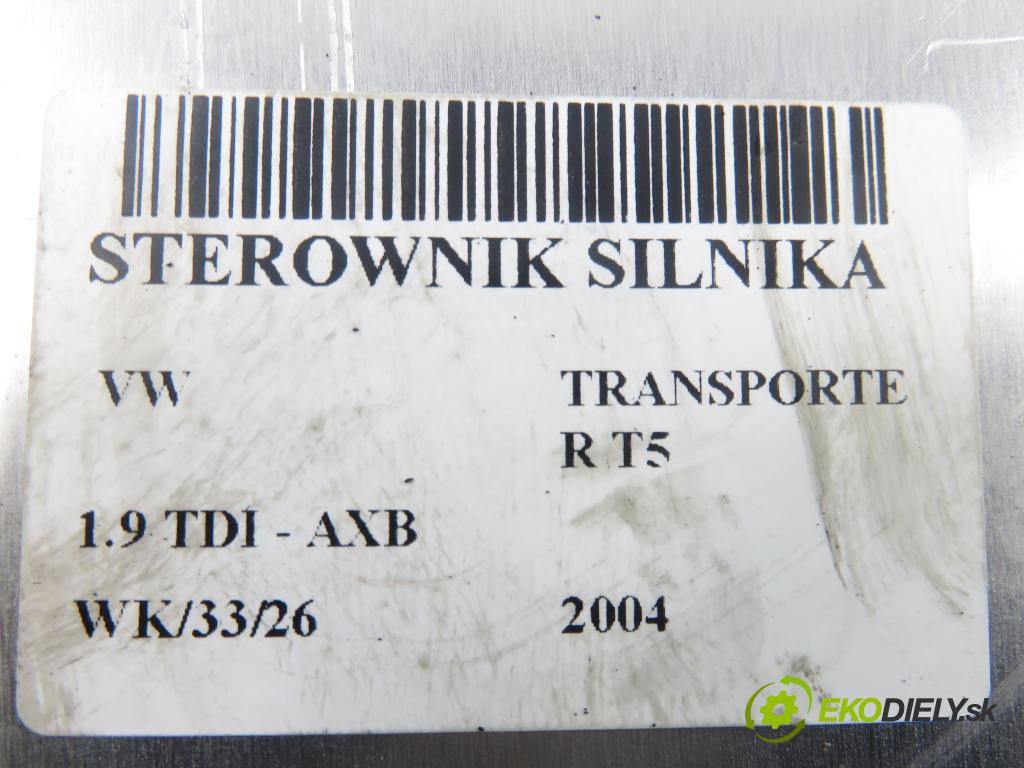 STEROWNIK SILNIKA
VW TRANSPORTE
R T5
1.9 TDI - AXB
WK/33/26 2004
EKODIELY.sk